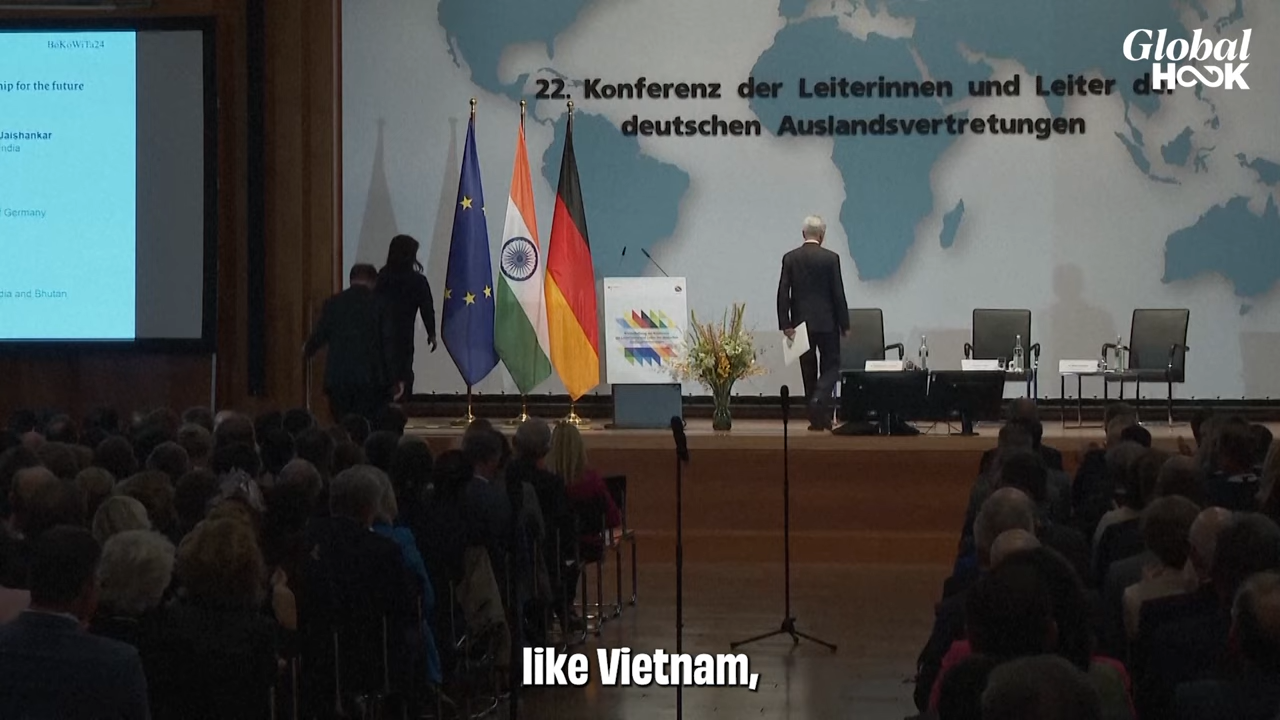 BoKoWiTa24
hip for the future
Jaishankar
ndia
f Germany
dia and Bhutan
22. Konferenz der Leiterinnen und Leiter d
deutschen Auslandsvertretungen
Global
HOOK
like Vietnam,